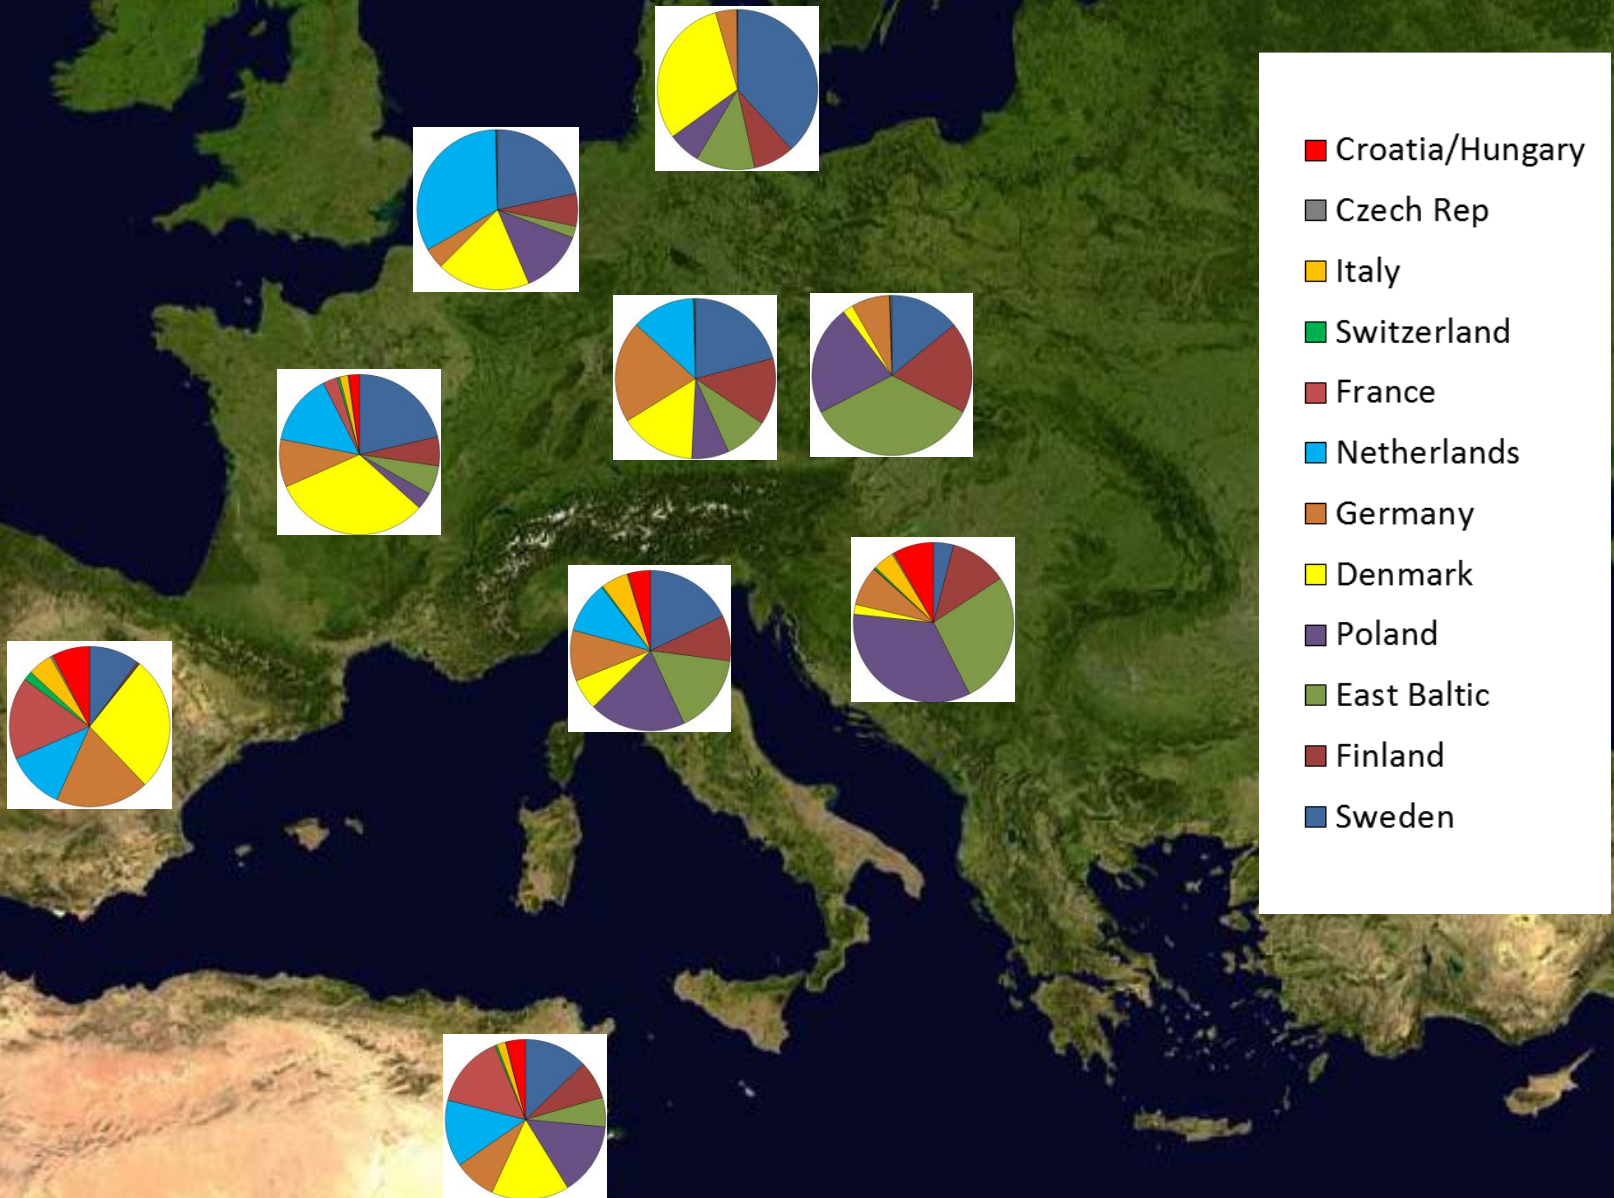 Croatia/Hungary
Czech Rep
Italy
Switzerland
France
Netherlands
Germany
Denmark
Poland
East Baltic
Finland
Sweden